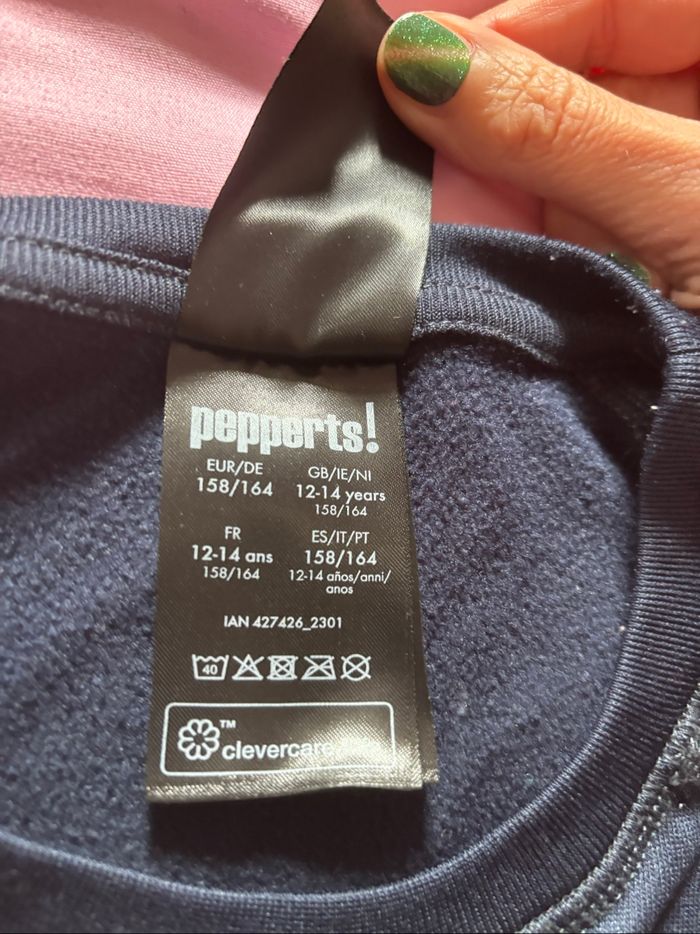 pepperts!
EUR/DE
158/164
GB/IE/NI
12-14 years
158/164
FR
12-14 ans
158/164
ES/IT/PT
158/164
12-14 años/anni/
anos
IAN 427426_2301
40
™
clevercare